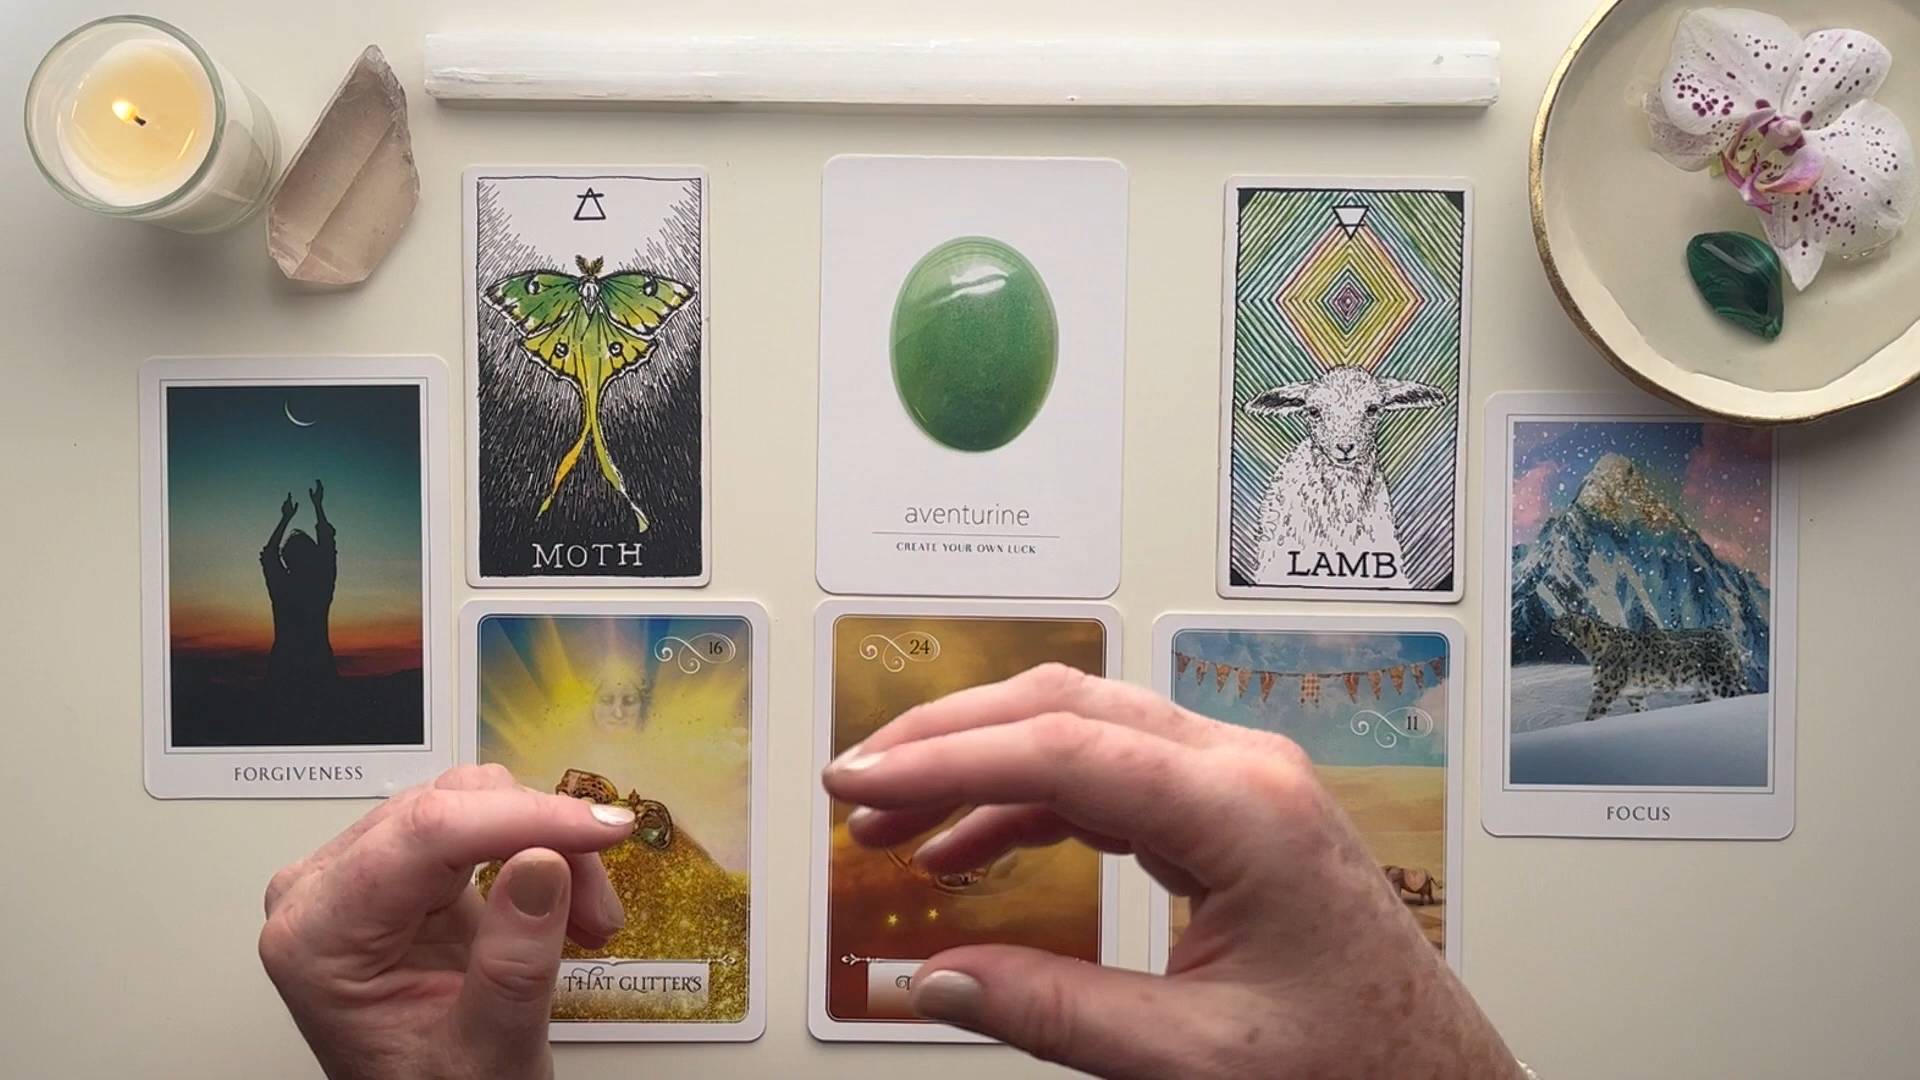 MOTH
aventurine
CREATE YOUR OWN LUCK
LAMB
FORGIVENESS
16
THAT GLITTERS
24
11
FOCUS